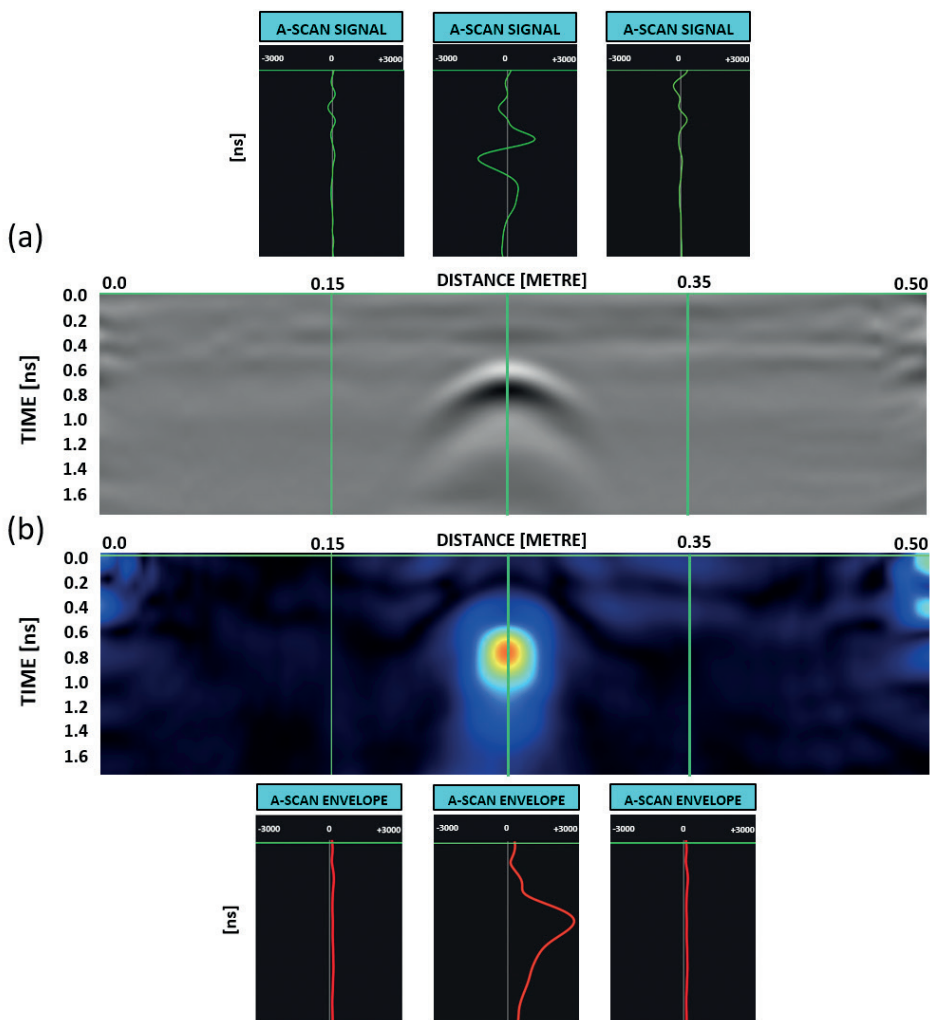 A-SCAN SIGNAL A-SCAN SIGNAL A-SCAN SIGNAL
-3000 0 +3000 -3000 0 +3000 -3000 0 +3000
[ns]
(a)
0.0 0.15 DISTANCE [METRE] 0.35 0.50
TIME [ns]
0.0
0.2
0.4
0.6
0.8
1.0
1.2
1.4
1.6
(b)
0.0 0.15 DISTANCE [METRE] 0.35 0.50
TIME [ns]
0.0
0.2
0.4
0.6
0.8
1.0
1.2
1.4
1.6
A-SCAN ENVELOPE A-SCAN ENVELOPE A-SCAN ENVELOPE
-3000 0 +3000 -3000 0 +3000 -3000 0 +3000
[ns]